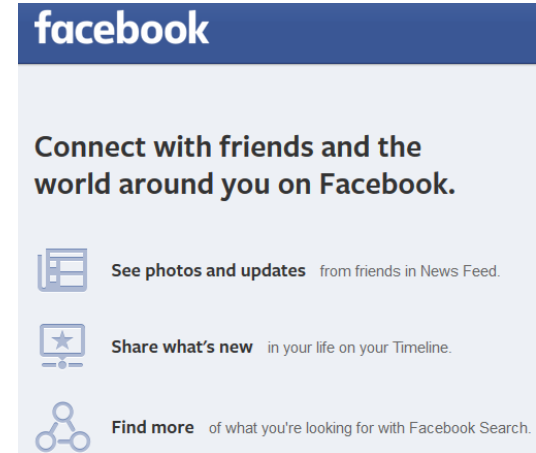 facebook
Connect with friends and the
world around you on Facebook.
See photos and updates from friends in News Feed.
Share what's new in your life on your Timeline.
Find more of what you're looking for with Facebook Search.